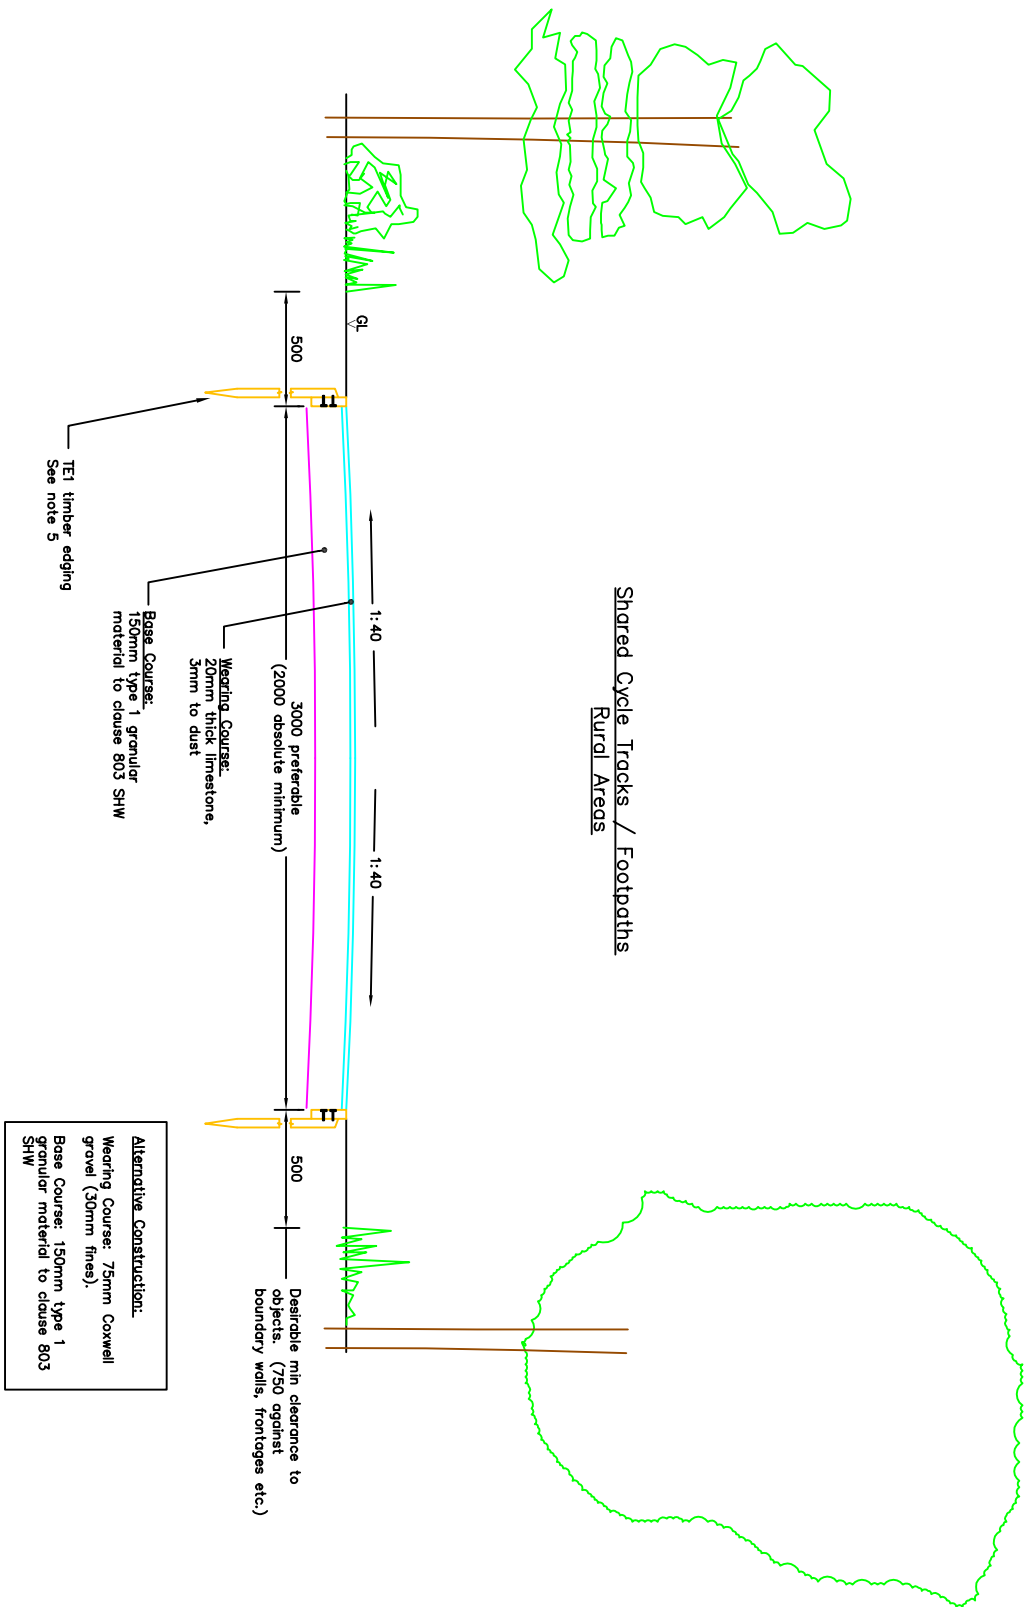 Shared Cycle Tracks / Footpaths
Rural Areas
GL
1:40
1:40
500
3000 preferable
(2000 absolute minimum)
500
Desirable min clearance to
objects. (750 against
boundary walls, frontages etc.)
Wearing Course:
20mm thick limestone,
3mm to dust
Base Course:
150mm type 1 granular
material to clause 803 SHW
TE1 timber edging
See note 5
Alternative Construction:
Wearing Course: 75mm Coxwell
gravel (30mm fines).
Base Course: 150mm type 1
granular material to clause 803
SHW